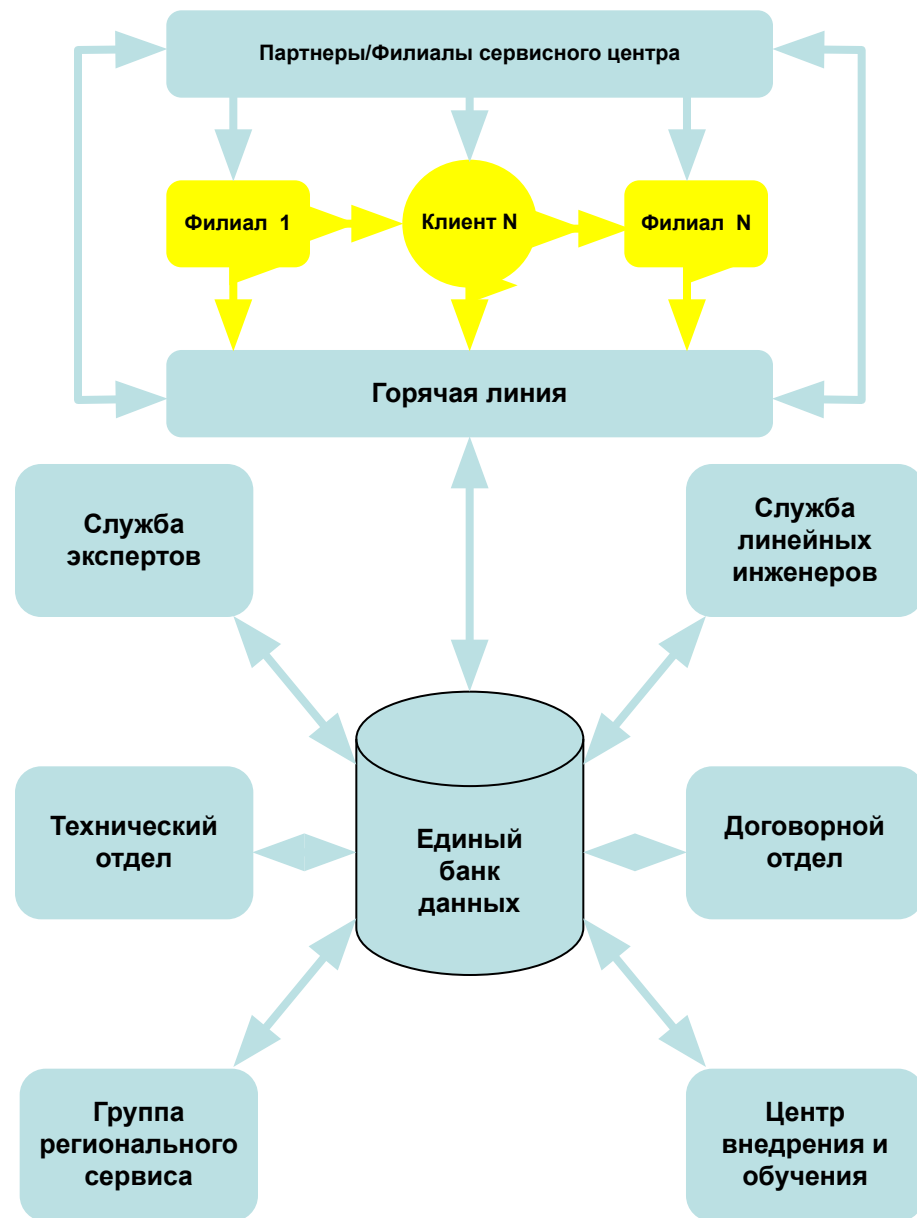 Партнеры/Филиалы сервисного центра
Филиал 1
Клиент N
Филиал N
Горячая линия
Служба
экспертов
Служба
линейных
инженеров
Технический
отдел
Единый
банк
данных
Договорной
отдел
Группа
регионального
сервиса
Центр
внедрения и
обучения